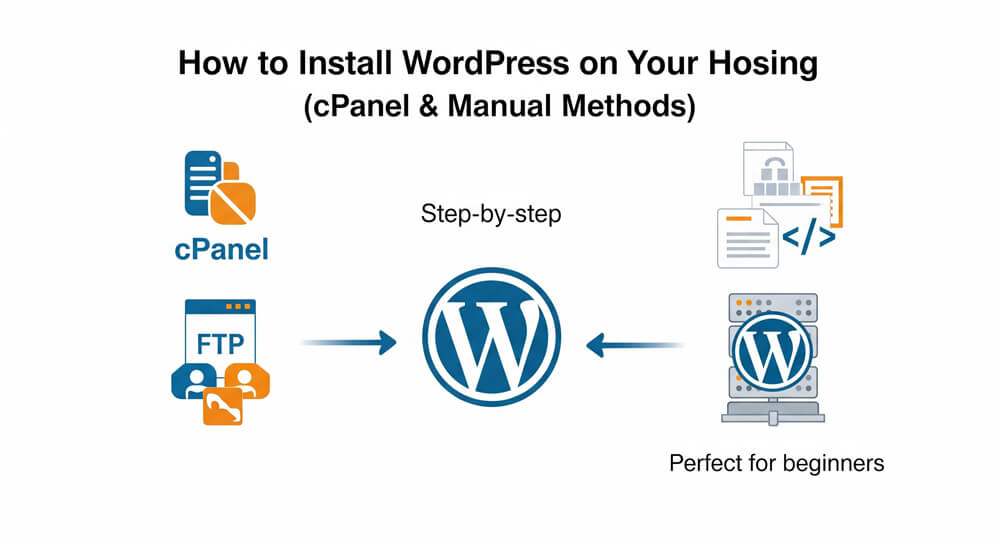 How to Install WordPress on Your Hosing
(cPanel & Manual Methods)
Step-by-step
cPanel
</>
FTP
W
W
Perfect for beginners